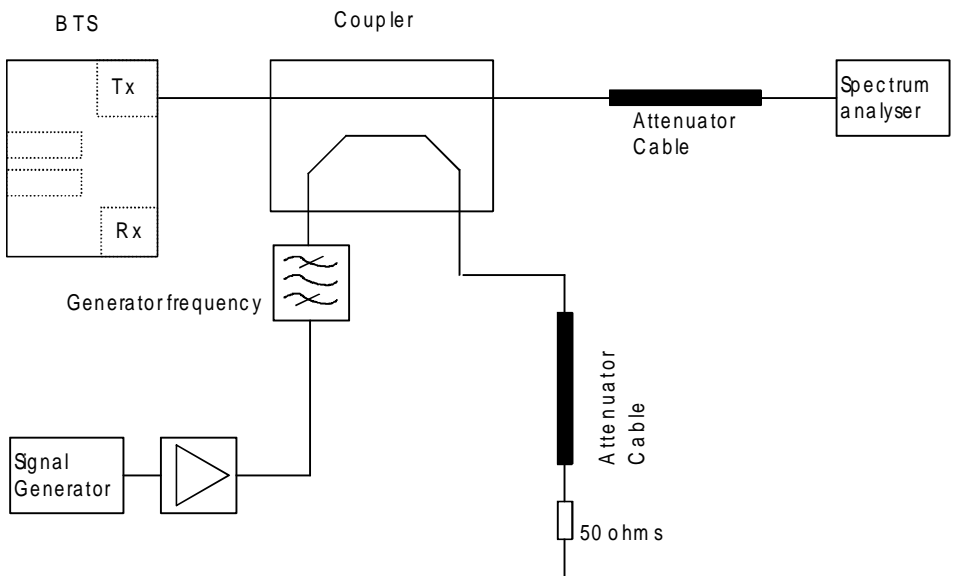 BTS
Coupler
Tx
Spectrum
analyser
Attenuator
Cable
Rx
Generator frequency
Attenuator
Cable
Signal
Generator
50 ohms